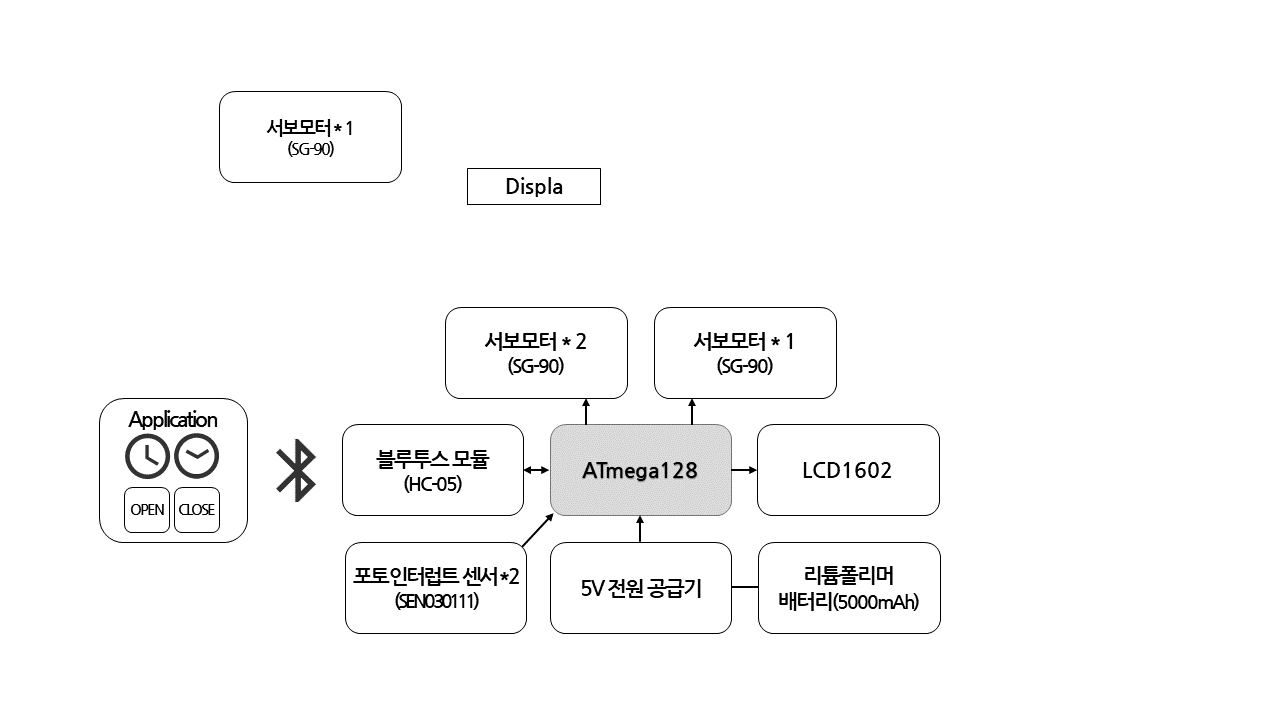 서보모터 * 1
(SG-90)
Displa
서보모터 * 2
(SG-90)
서보모터 * 1
(SG-90)
Application
OPEN
CLOSE
블루투스 모듈
(HC-05)
ATmega128
LCD1602
포토인터럽트 센서*2
(SEN030111)
5V 전원 공급기
리튬폴리머
배터리(5000mAh)